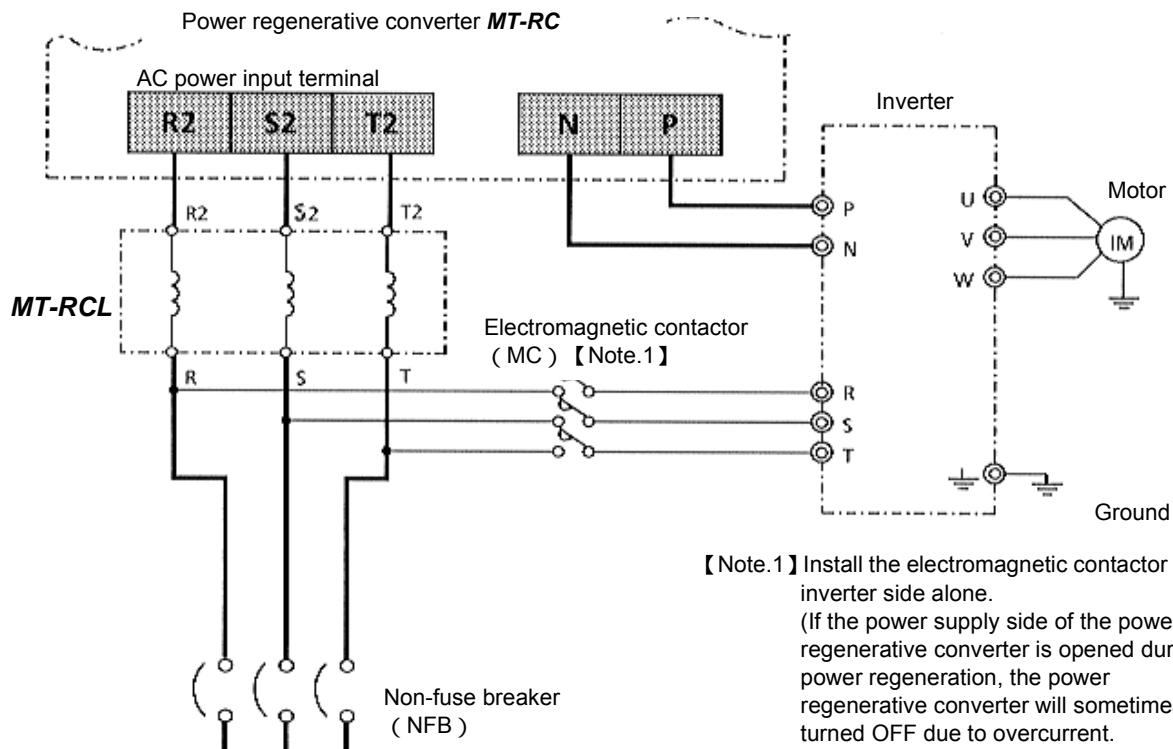 Power regenerative converter MT-RC
AC power input terminal
R2 S2 T2
N P
Inverter
R2 S2 T2
P
N
U
V
W
Motor
IM
MT-RCL
Electromagnetic contactor
(MC)【Note.1】
R S T
R
S
T
Ground
【Note.1】Install the electromagnetic contactor
inverter side alone.
(If the power supply side of the powe
regenerative converter is opened dur
power regeneration, the power
regenerative converter will sometime
turned OFF due to overcurrent.
Non-fuse breaker
(NFB)